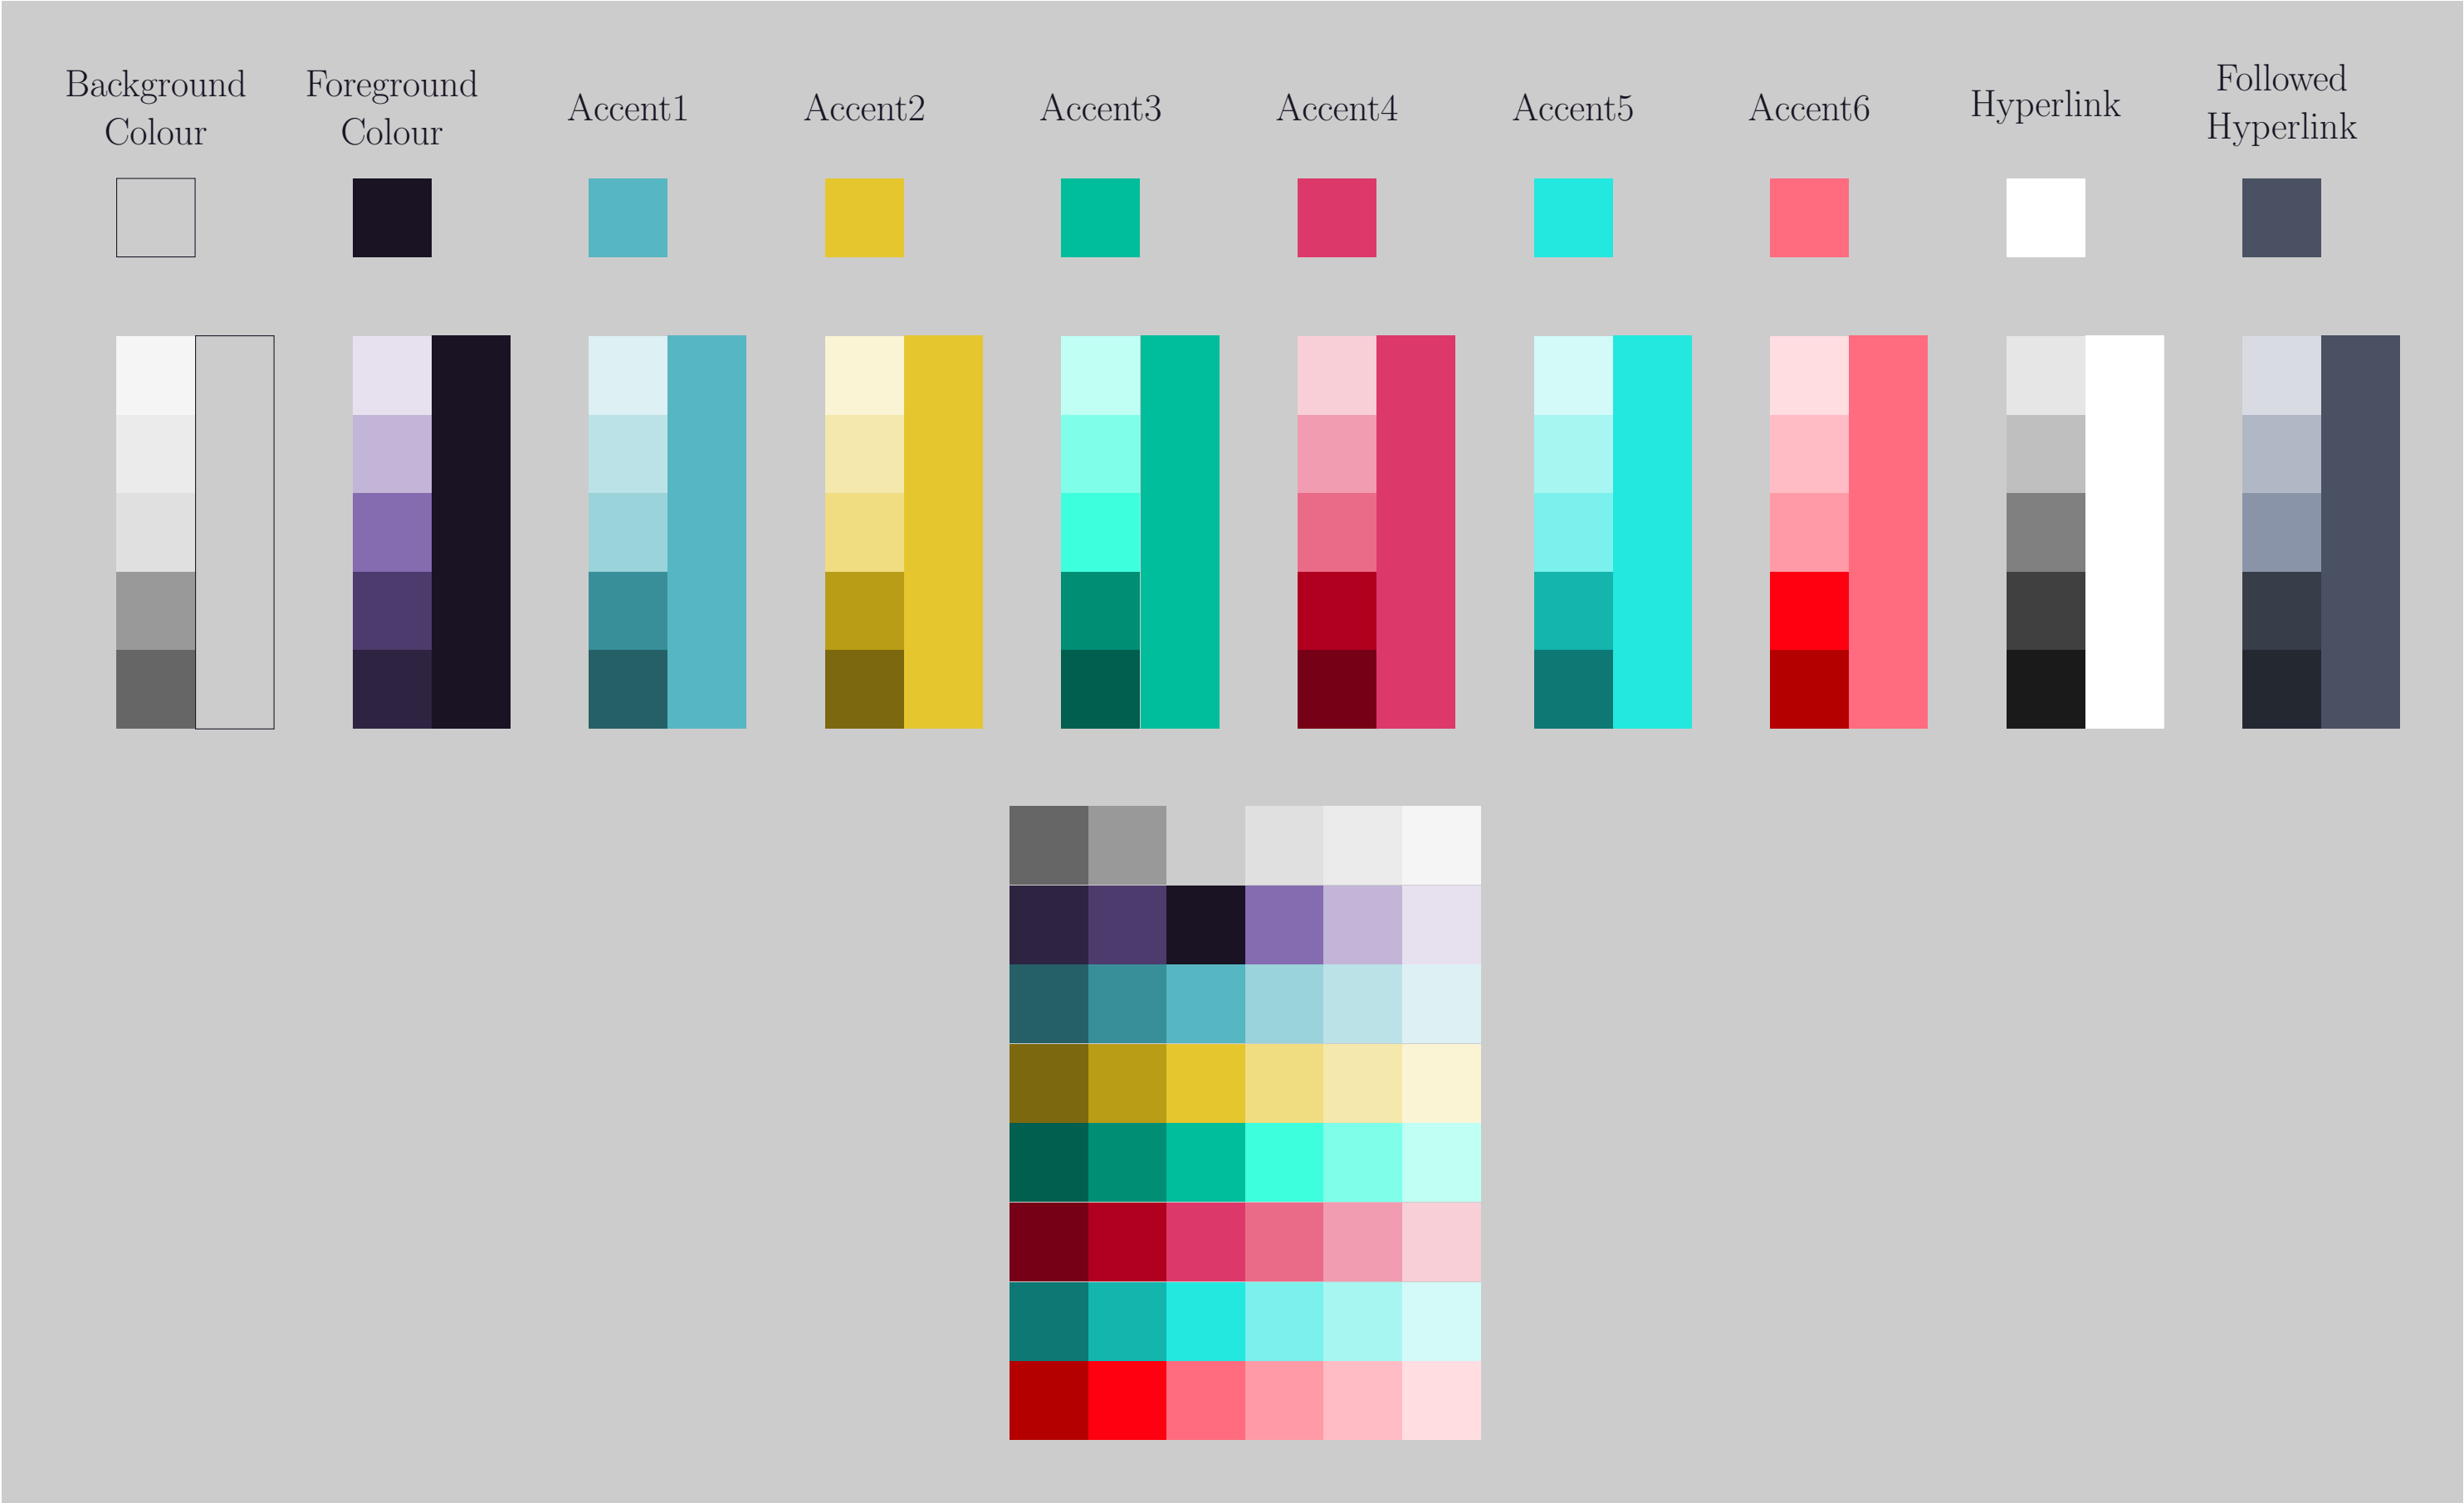 Background
Colour
Foreground
Colour
Accent1
Accent2
Accent3
Accent4
Accent5
Accent6
Hyperlink
Followed
Hyperlink